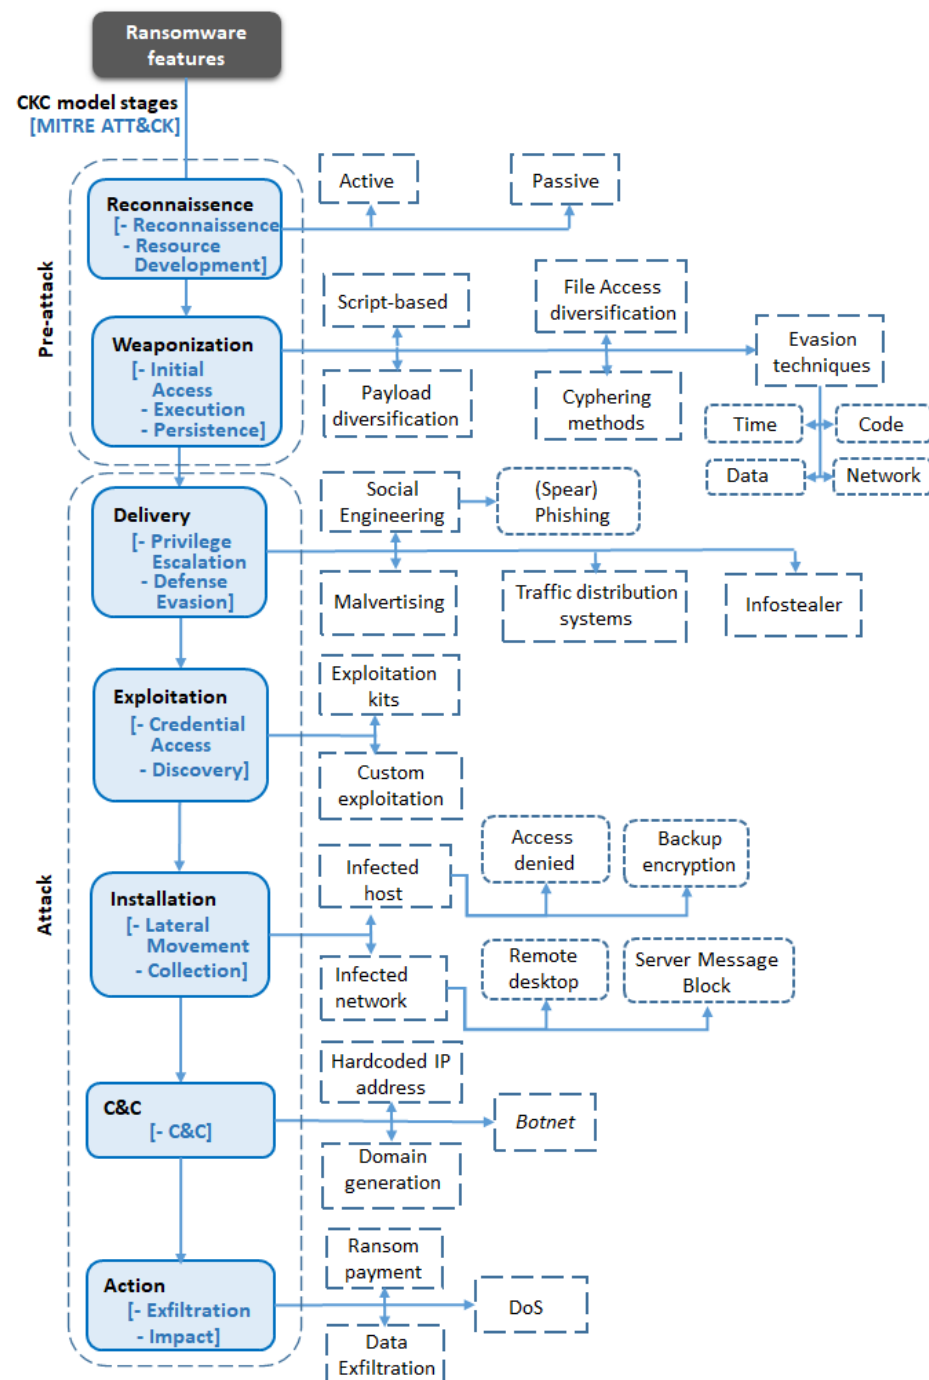 Ransomware
features
CKC model stages
[MITRE ATT&CK]
Pre-attack
Reconnaissence
[- Reconnaissence
- Resource
Development]
Active
Passive
Weaponization
[- Initial
Access
- Execution
- Persistence]
Script-based
Payload
diversification
File Access
diversification
Cyphering
methods
Evasion
techniques
Time
Code
Data
Network
Attack
Delivery
[- Privilege
Escalation
- Defense
Evasion]
Social
Engineering
(Spear)
Phishing
Malvertising
Traffic distribution
systems
Infostealer
Exploitation
[- Credential
Access
- Discovery]
Exploitation
kits
Custom
exploitation
Installation
[- Lateral
Movement
- Collection]
Infected
host
Access
denied
Backup
encryption
Infected
network
Remote
desktop
Server Message
Block
C&C
[- C&C]
Hardcoded IP
address
Domain
generation
Botnet
Action
[- Exfiltration
- Impact]
Ransom
payment
Data
Exfiltration
DoS